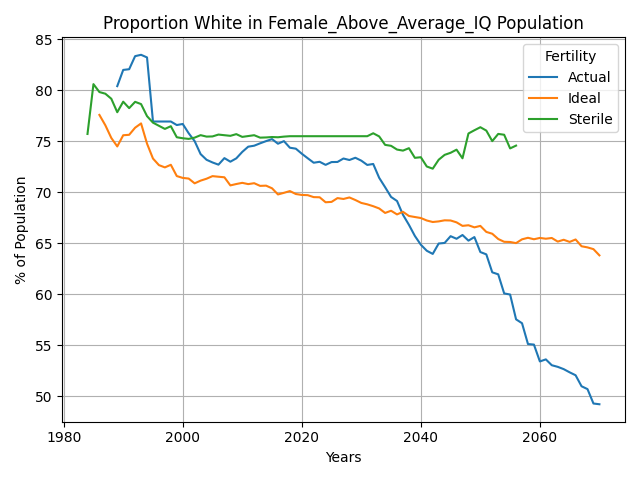 Proportion White in Female_Above_Average_IQ Population
% of Population
85
80
75
70
65
60
55
50
Fertility
Actual
Ideal
Sterile
1980
2000
2020
2040
2060
Years